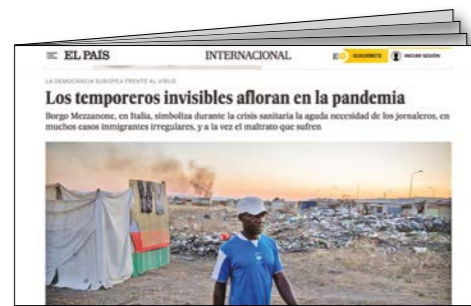 EL PAÍS
INTERNACIONAL
SUSCRÍBETE
INICIAR SESIÓN
LA DEMOCRACIA EUROPEA FRENTE AL VIRUS
Los temporeros invisibles afloran en la pandemia
Borgo Mezzanone, en Italia, simboliza durante la crisis sanitaria la aguda necesidad de los jornaleros, en
muchos casos inmigrantes irregulares, y a la vez el maltrato que sufren